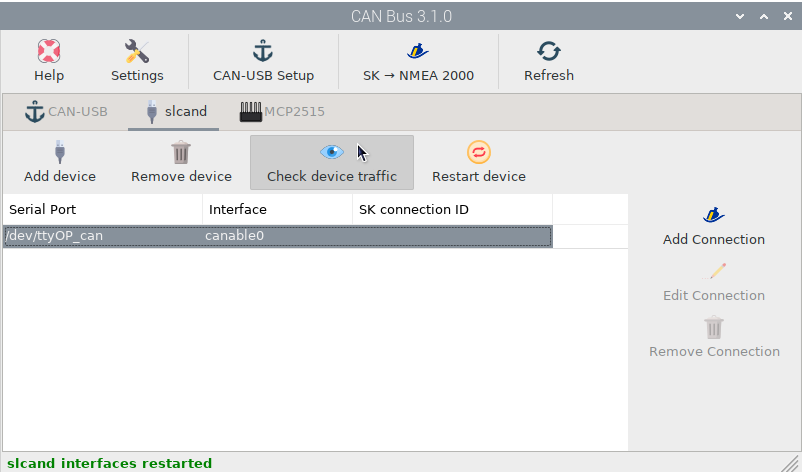 CAN Bus 3.1.0
Help Settings CAN-USB Setup SK → NMEA 2000 Refresh
CAN-USB slcand MCP2515
Add device Remove device Check device traffic Restart device
Serial Port Interface SK connection ID
/dev/ttyOP_can canable0
Add Connection
Edit Connection
Remove Connection
slcand interfaces restarted